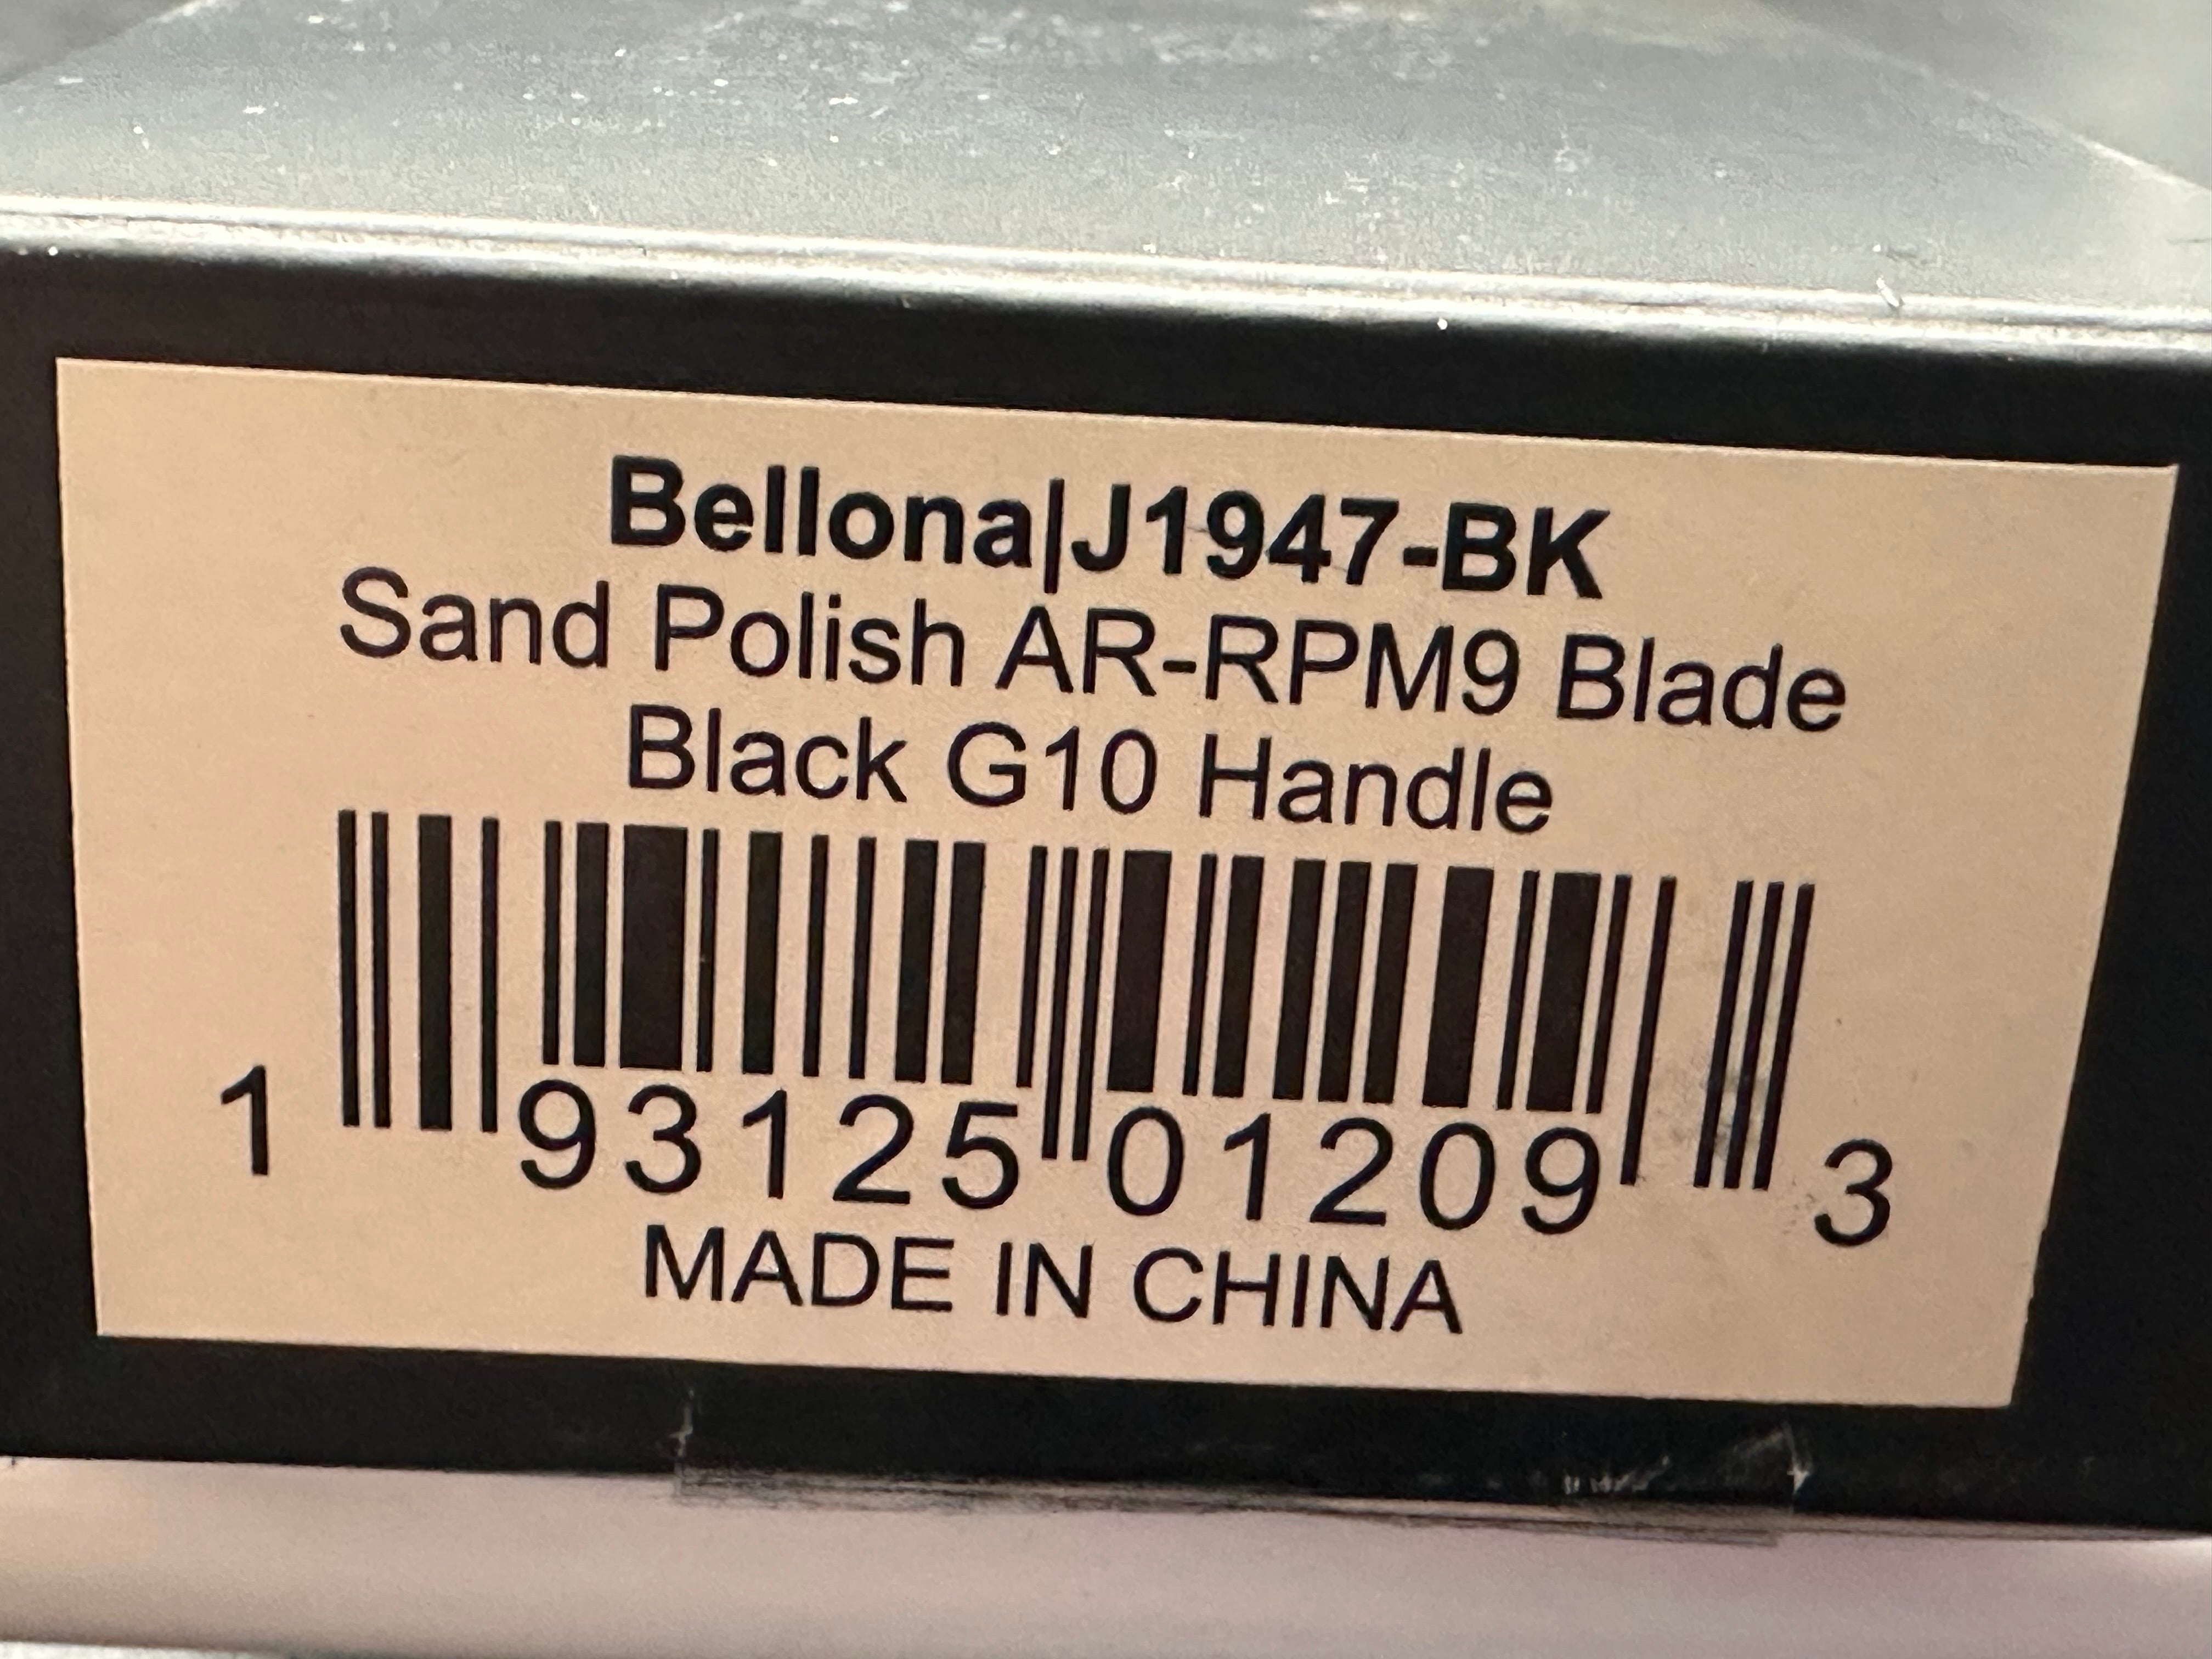 Bellona|J1947-BK
Sand Polish AR-RPM9 Blade
Black G10 Handle
1 93125 01209 3
MADE IN CHINA